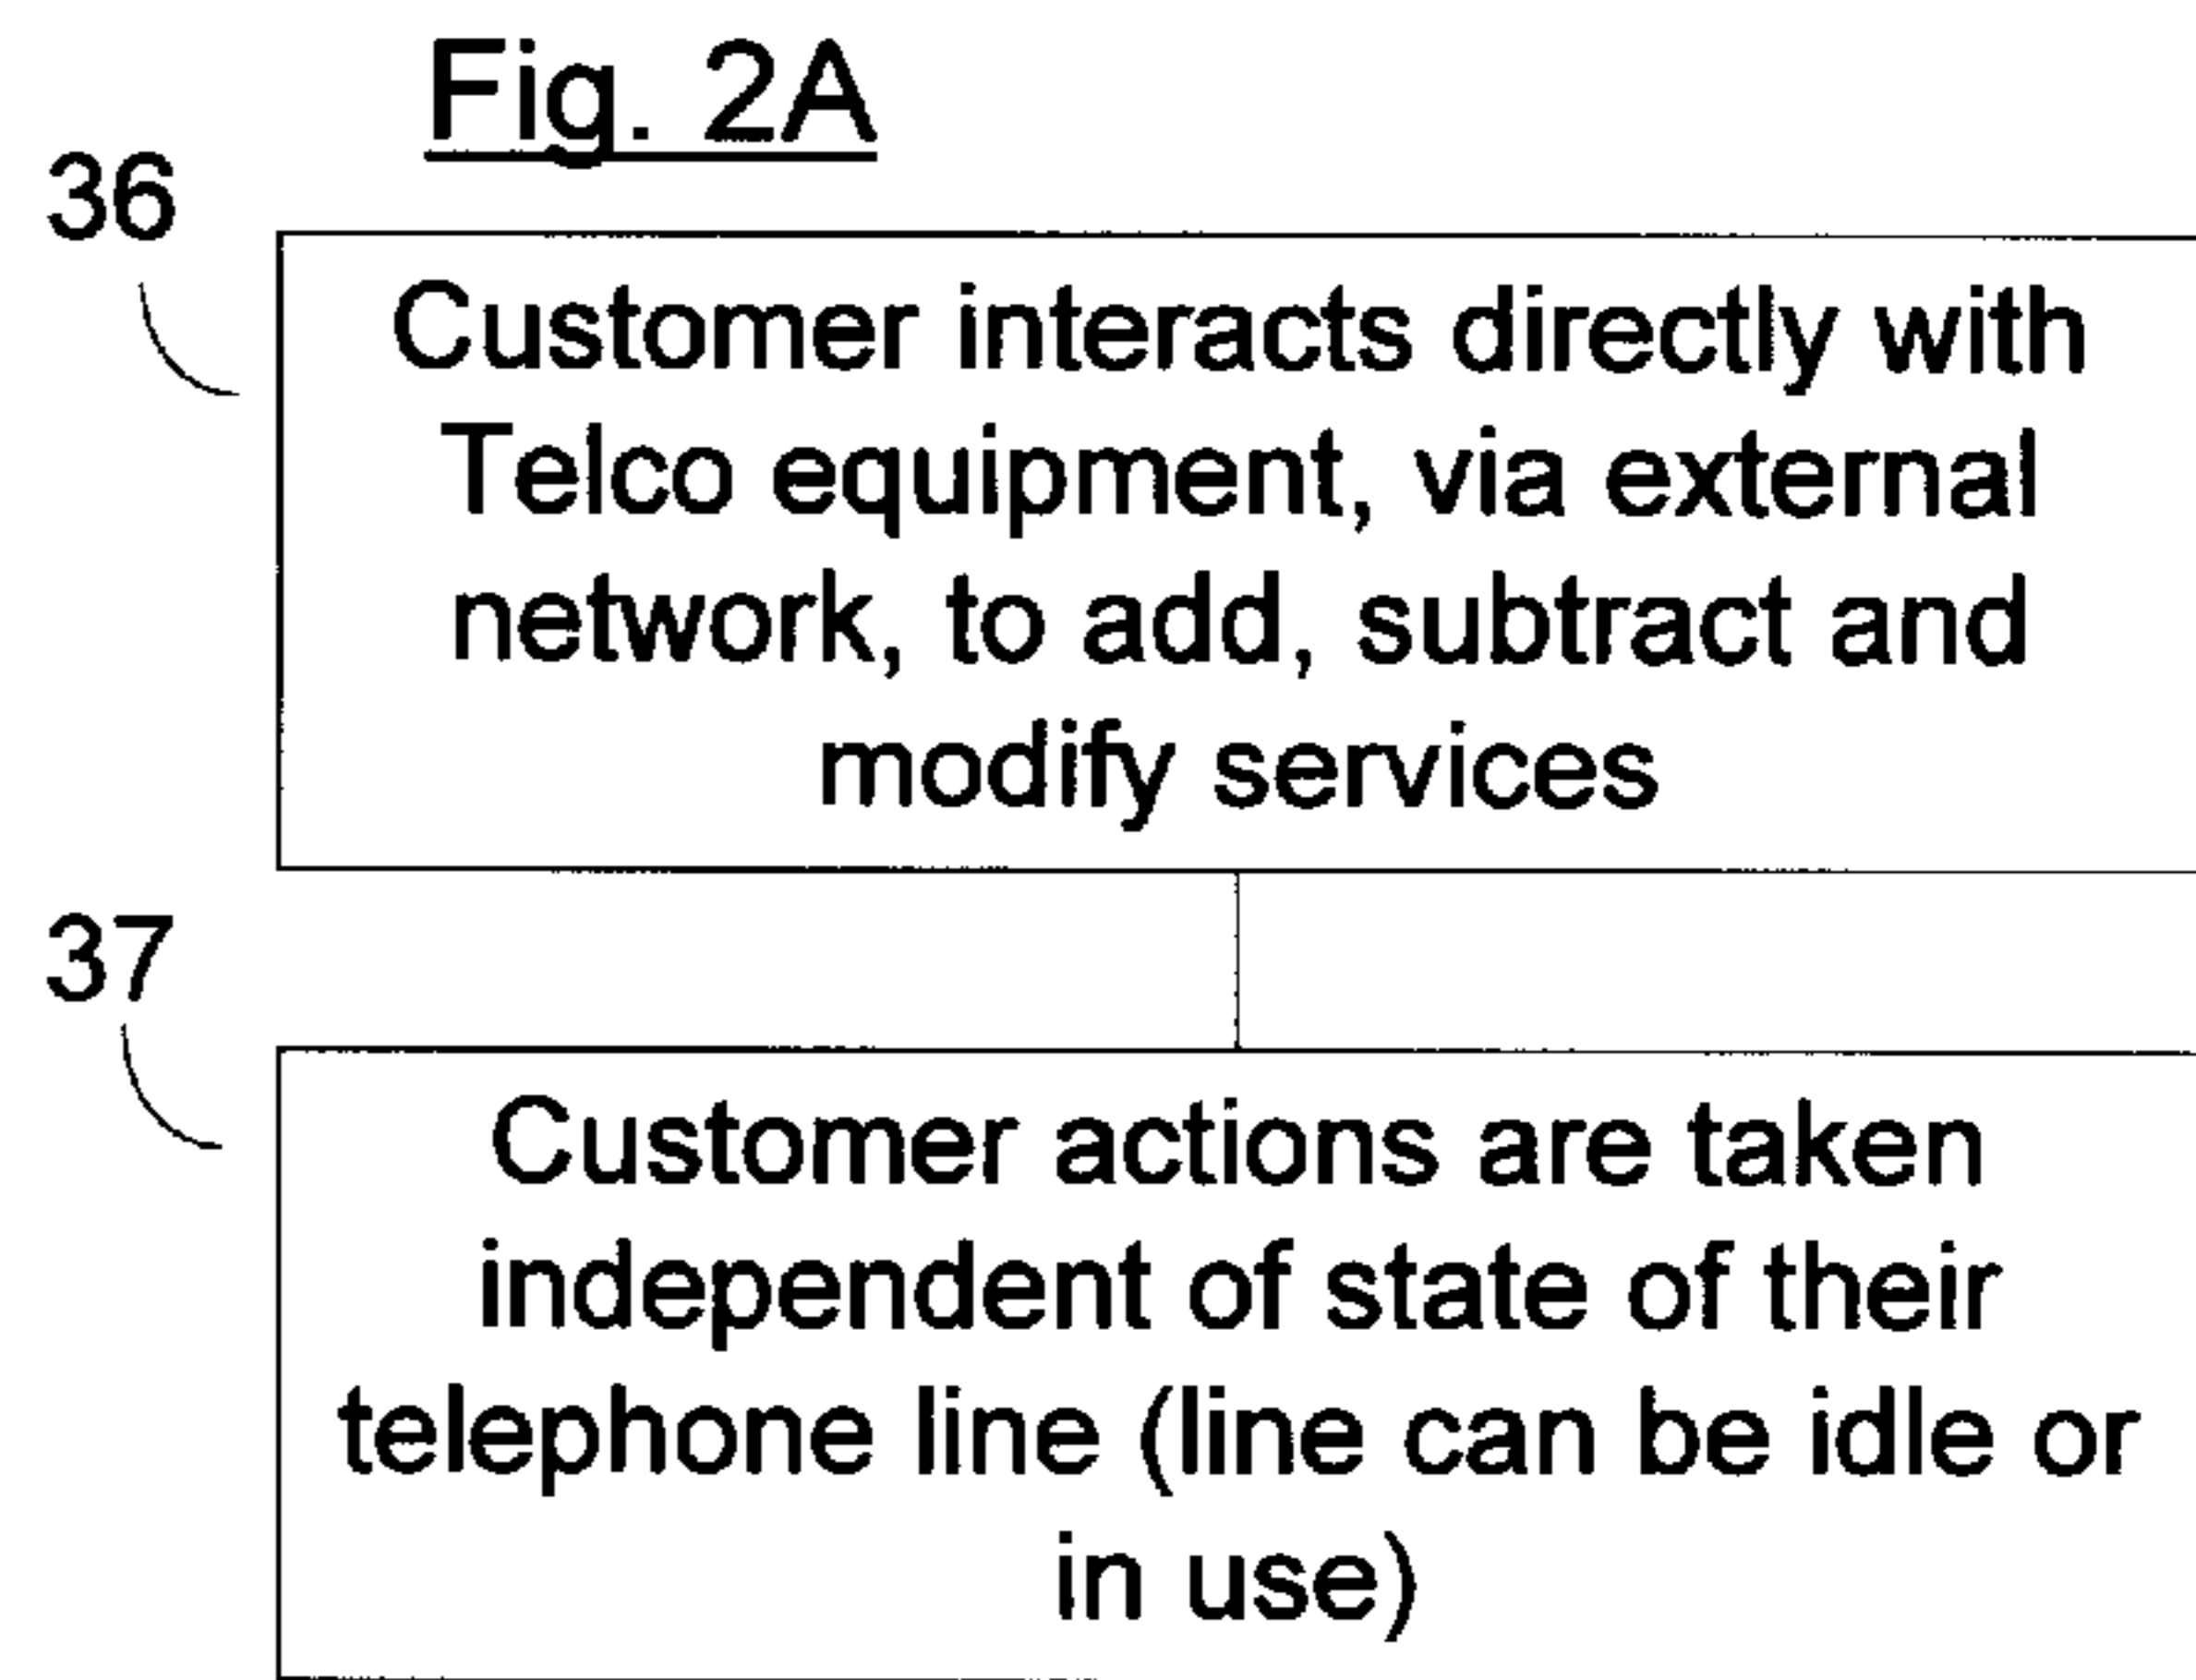 Fig. 2A
36
Customer interacts directly with
Telco equipment, via external
network, to add, subtract and
modify services
37
Customer actions are taken
independent of state of their
telephone line (line can be idle or
in use)